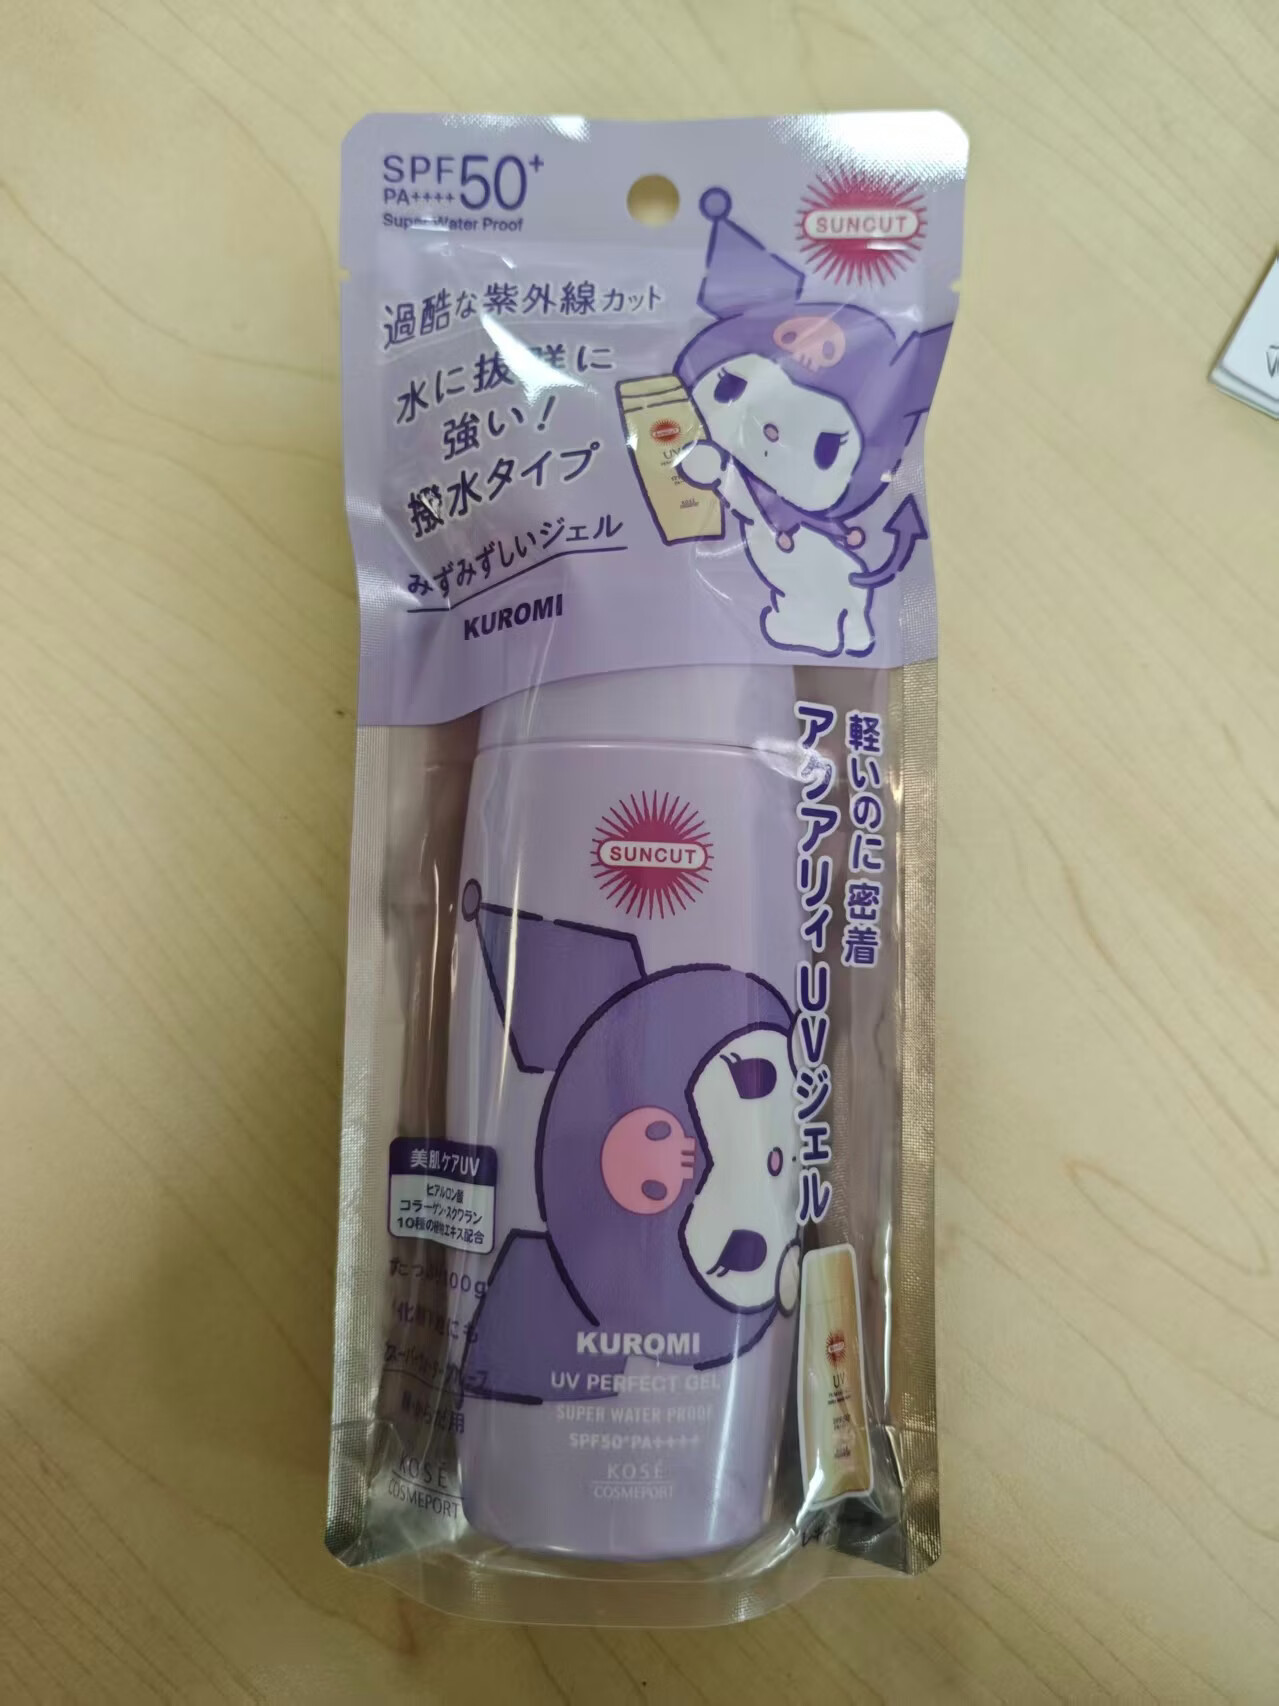 SPF50+
PA++++
Super Water Proof
SUNCUT
過酷な紫外線カット
水に抜群に
強い!
撥水タイプ
みずみずしいジェル
KUROMI
軽いのに密着
アクアリィUVジェル
SUNCUT
美肌ケアUV
ヒアルロン酸
コラーゲン・スクワラン
10種の植物エキス配合
KUROMI
UV PERFECT GEL
SUPER WATER PROOF
SPF50+PA++++
KOSÉ
COSMEPORT
KOSÉ
COSMEPORT
UV